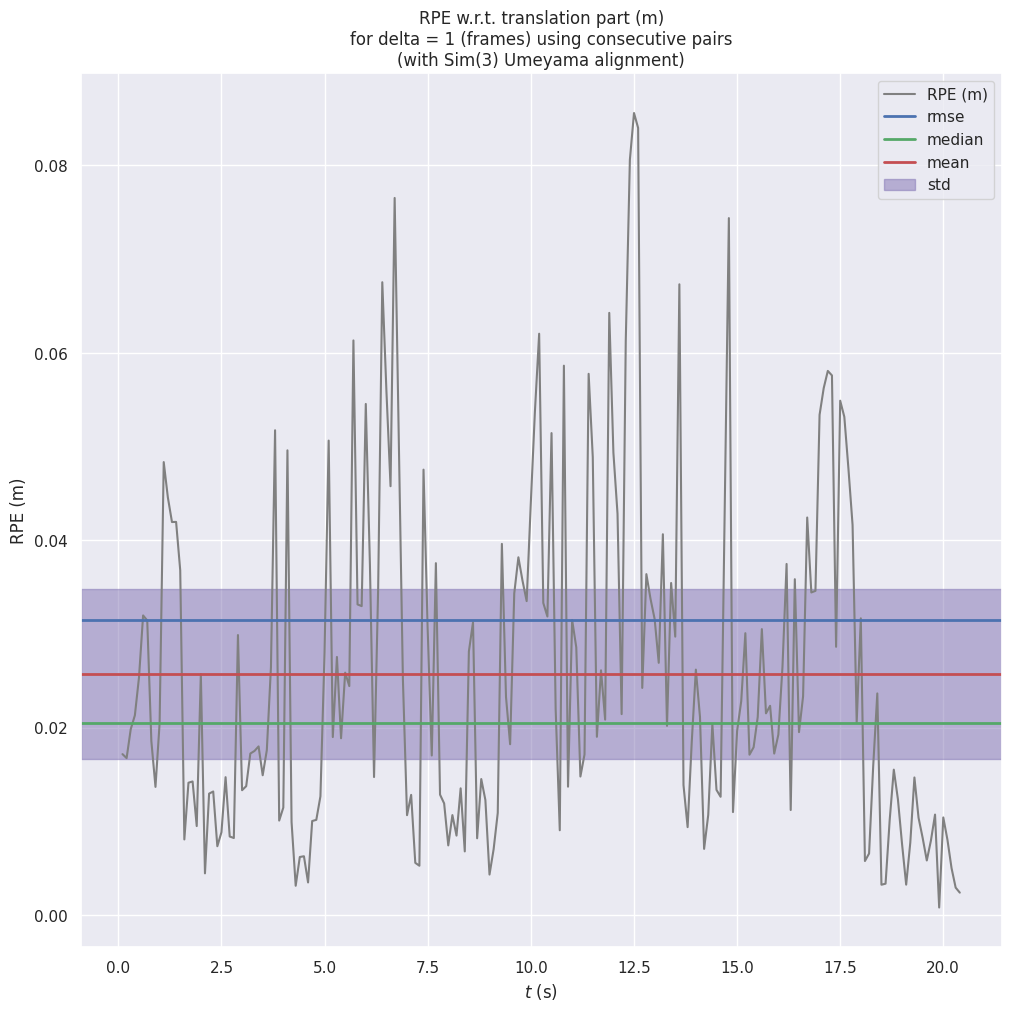 RPE w.r.t. translation part (m)
for delta = 1 (frames) using consecutive pairs
(with Sim(3) Umeyama alignment)
RPE (m)
rmse
median
mean
std
RPE (m)
0.08
0.06
0.04
0.02
0.00
0.0 2.5 5.0 7.5 10.0 12.5 15.0 17.5 20.0
t (s)